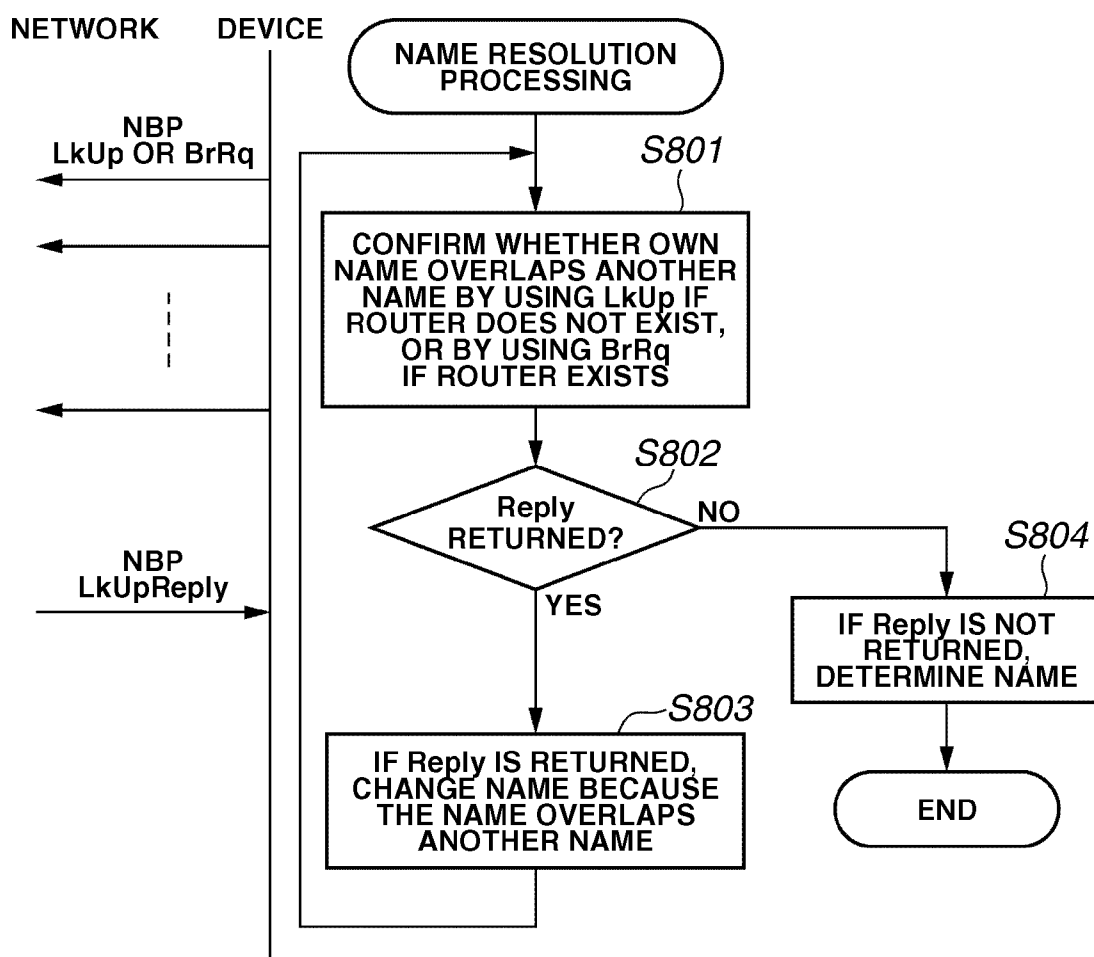 NETWORK
DEVICE
NAME RESOLUTION
PROCESSING
NBP
LkUp OR BrRq
S801
CONFIRM WHETHER OWN
NAME OVERLAPS ANOTHER
NAME BY USING LkUp IF
ROUTER DOES NOT EXIST,
OR BY USING BrRq
IF ROUTER EXISTS
S802
Reply
RETURNED?
NO
YES
NBP
LkUpReply
S804
IF Reply IS NOT
RETURNED,
DETERMINE NAME
S803
IF Reply IS RETURNED,
CHANGE NAME BECAUSE
THE NAME OVERLAPS
ANOTHER NAME
END